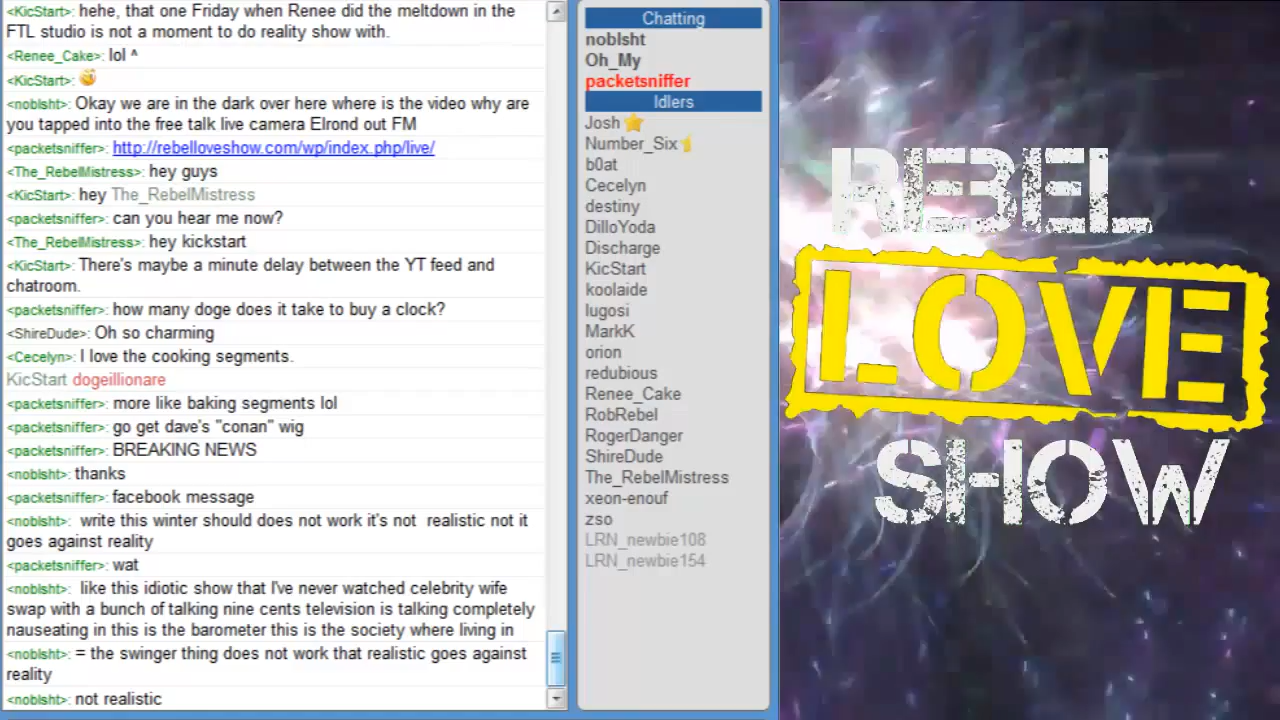 <KicStart>: hehe, that one Friday when Renee did the meltdown in the
FTL studio is not a moment to do reality show with.
<Renee_Cake>: lol ^
<KicStart>:
<noblsht>: Okay we are in the dark over here where is the video why are
you tapped into the free talk live camera Elrond out FM
<packetsniffer>: http://rebelloveshow.com/wp/index.php/live/
<The_RebelMistress>: hey guys
<KicStart>: hey The_RebelMistress
<packetsniffer>: can you hear me now?
<The_RebelMistress>: hey kickstart
<KicStart>: There's maybe a minute delay between the YT feed and
chatroom.
<packetsniffer>: how many doge does it take to buy a clock?
<ShireDude>: Oh so charming
<Cecelyn>: I love the cooking segments.
KicStart dogeillionare
<packetsniffer>: more like baking segments lol
<packetsniffer>: go get dave's "conan" wig
<packetsniffer>: BREAKING NEWS
<noblsht>: thanks
<packetsniffer>: facebook message
<noblsht>: write this winter should does not work it's not realistic not it
goes against reality
<packetsniffer>: wat
<noblsht>: like this idiotic show that I've never watched celebrity wife
swap with a bunch of talking nine cents television is talking completely
nauseating in this is the barometer this is the society where living in
<noblsht>: = the swinger thing does not work that realistic goes against
reality
<noblsht>: not realistic
Chatting
noblsht
Oh_My
packetsniffer
Idlers
Josh
Number_Six
b0at
Cecelyn
destiny
DilloYoda
Discharge
KicStart
koolaide
lugosi
MarkK
orion
redubious
Renee_Cake
RobRebel
RogerDanger
ShireDude
The_RebelMistress
xeon-enouf
zso
LRN_newbie108
LRN_newbie154
REBEL
LOVE
SHOW